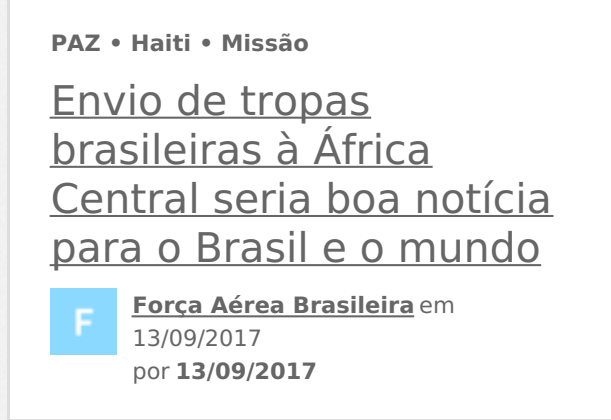 PAZ • Haiti • Missão
Envio de tropas
brasileiras à África
Central seria boa notícia
para o Brasil e o mundo
F
Força Aérea Brasileira em
13/09/2017
por 13/09/2017